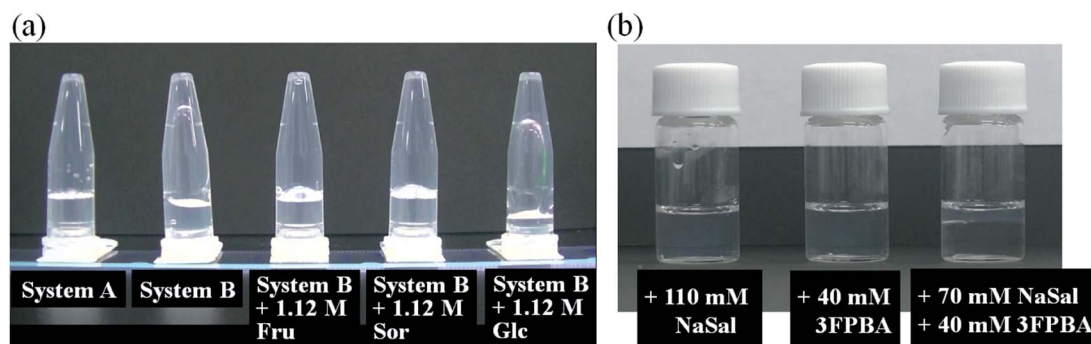 (a)
System A
System B
System B
+ 1.12 M
Fru
System B
+ 1.12 M
Sor
System B
+ 1.12 M
Glc
(b)
+ 110 mM
NaSal
+ 40 mM
3FPBA
+ 70 mM NaSal
+ 40 mM 3FPBA